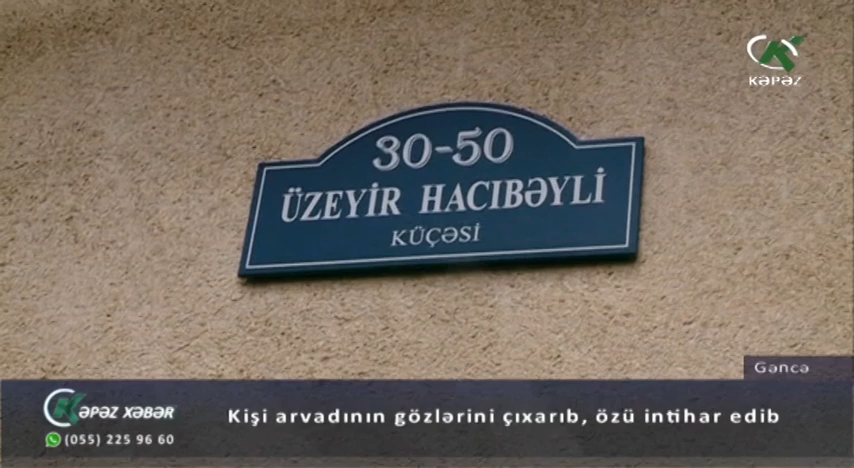 KƏPƏZ
30-50
ÜZEYİR HACIBƏYLİ
KÜÇƏSİ
Gəncə
KƏPƏZ XƏBƏR
Kişi arvadının gözlərini çıxarıb, özü intihar edib
(055) 225 96 60